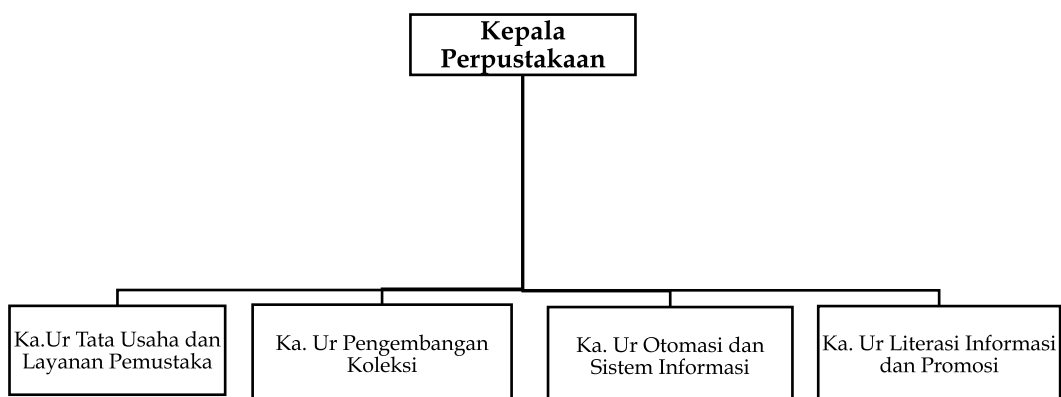 Kepala
Perpustakaan
Ka.Ur Tata Usaha dan
Layanan Pemustaka
Ka. Ur Pengembangan
Koleksi
Ka. Ur Otomasi dan
Sistem Informasi
Ka. Ur Literasi Informasi
dan Promosi